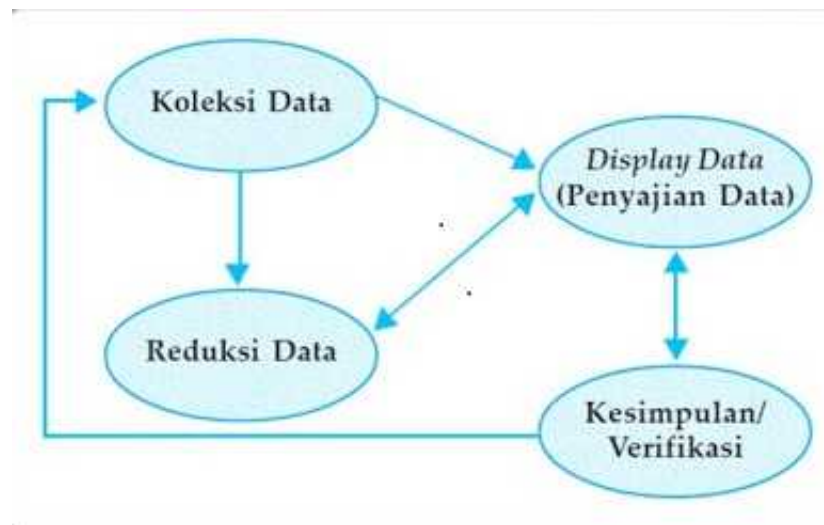 Koleksi Data
Display Data
(Penyajian Data)
Reduksi Data
Kesimpulan/
Verifikasi